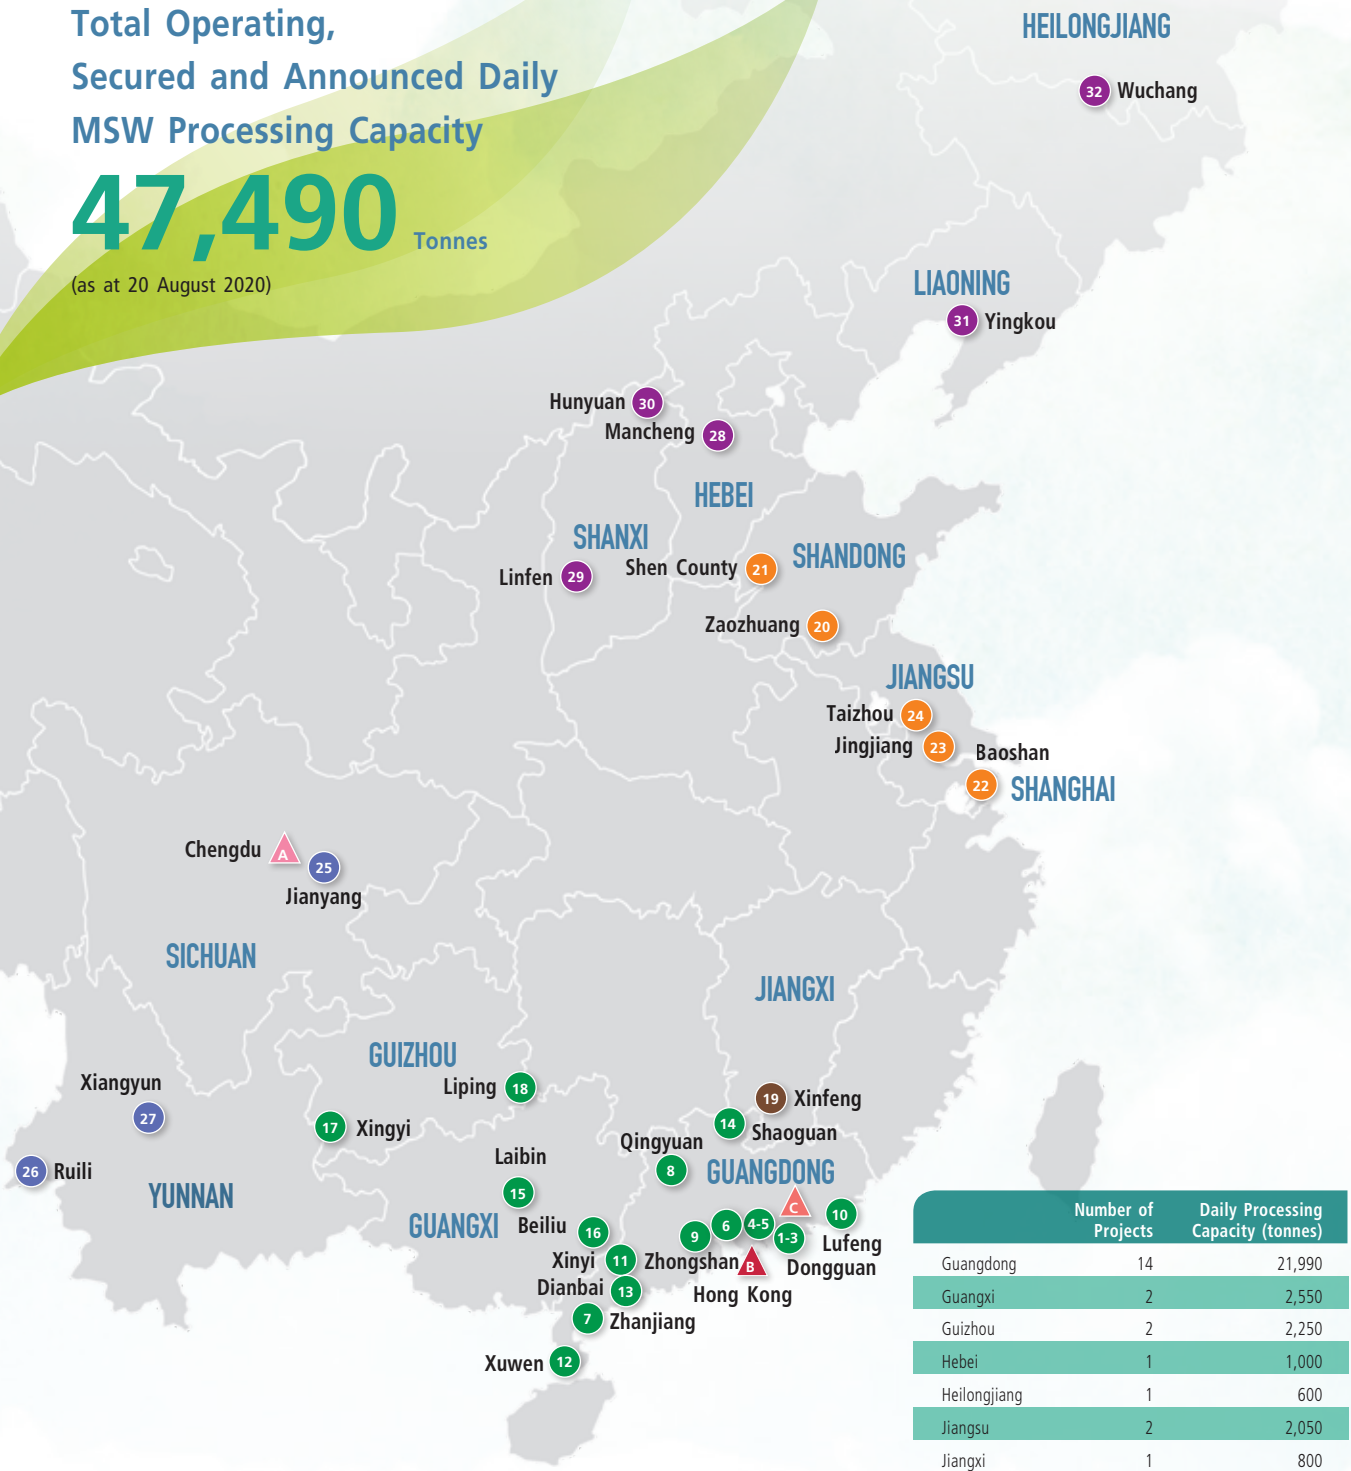 Total Operating,
Secured and Announced Daily
MSW Processing Capacity
47,490 Tonnes
(as at 20 August 2020)
HEILONGJIANG
32 Wuchang
LIAONING
31 Yingkou
Hunyuan 30
Mancheng 28
HEBEI
SHANXI
SHANDONG
Linfen 29
Shen County 21
Zaozhuang 20
JIANGSU
Taizhou 24
Jingjiang 23
Baoshan
22 SHANGHAI
Chengdu A
25
Jianyang
SICHUAN
JIANGXI
GUIZHOU
Xiangyun
27
Liping 18
17 Xingyi
19 Xinfeng
14
Shaoguan
Qingyuan
8
26 Ruili
YUNNAN
Laibin
15
GUANGDONG
GUANGXI
Beiliu 16
C
10
Lufeng
9
6
4-5
1-3
Xinyi 11
Zhongshan
B
Dongguan
Dianbai 13
Hong Kong
7 Zhanjiang
Xuwen 12
Number of
Projects
Daily Processing
Capacity (tonnes)
Guangdong 14 21,990
Guangxi 2 2,550
Guizhou 2 2,250
Hebei 1 1,000
Heilongjiang 1 600
Jiangsu 2 2,050
Jiangxi 1 800